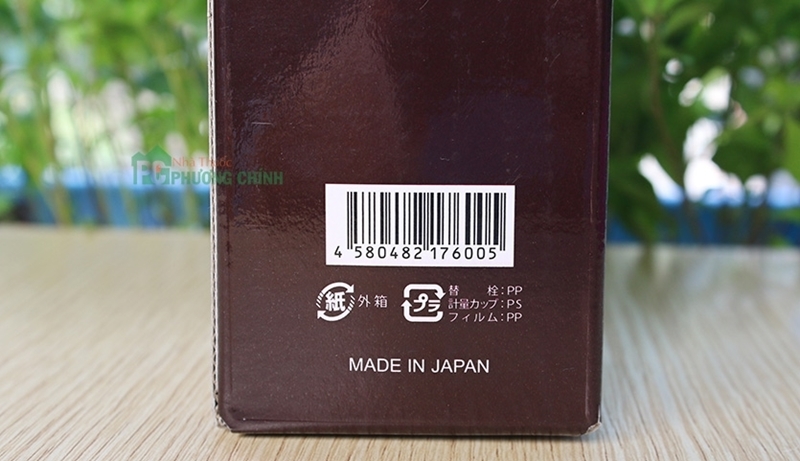 Nhà Thuốc
PHƯƠNG CHÍNH
4 580482 176005
紙 外箱
プラ
替栓:PP
計量カップ:PS
フィルム:PP
MADE IN JAPAN